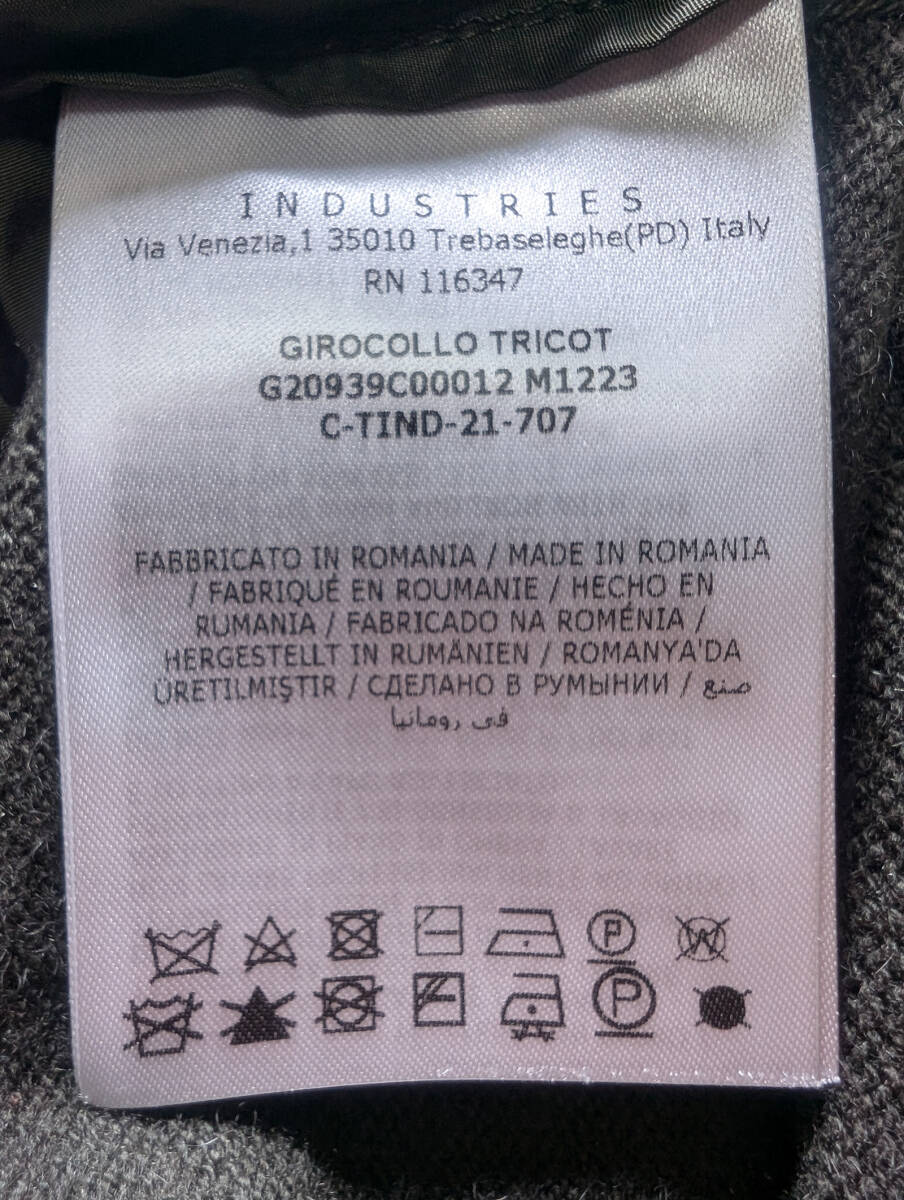 INDUSTRIES
Via Venezia,1 35010 Trebaseleghe(PD) Italy
RN 116347
GIROCOLLO TRICOT
G20939C00012 M1223
C-TIND-21-707
FABBRICATO IN ROMANIA / MADE IN ROMANIA
/ FABRIQUÉ EN ROUMANIE / HECHO EN
RUMANIA / FABRICADO NA ROMÉNIA /
HERGESTELLT IN RUMÄNIEN / ROMANYA'DA
ÜRETILMIŞTIR / СДЕЛАНО В РУМЫНИИ / صنع
في رومانيا
P W
P